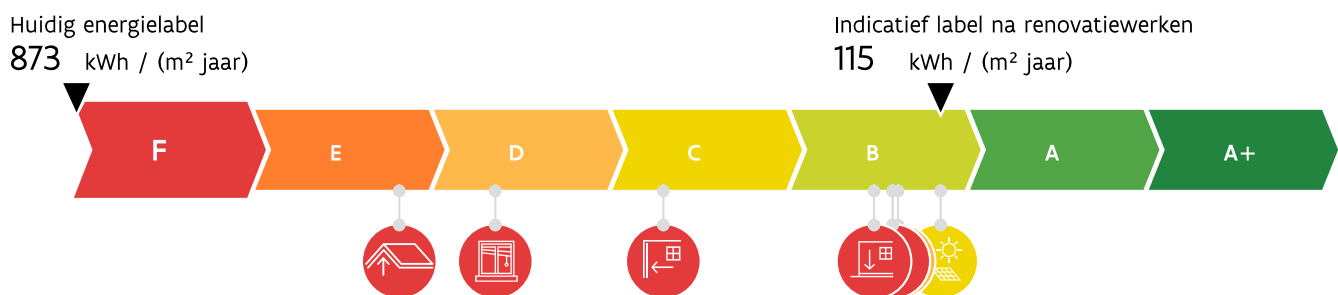 Huidig energielabel
873 kWh / (m² jaar)
Indicatief label na renovatiewerken
115 kWh / (m² jaar)
F E D C B A A+